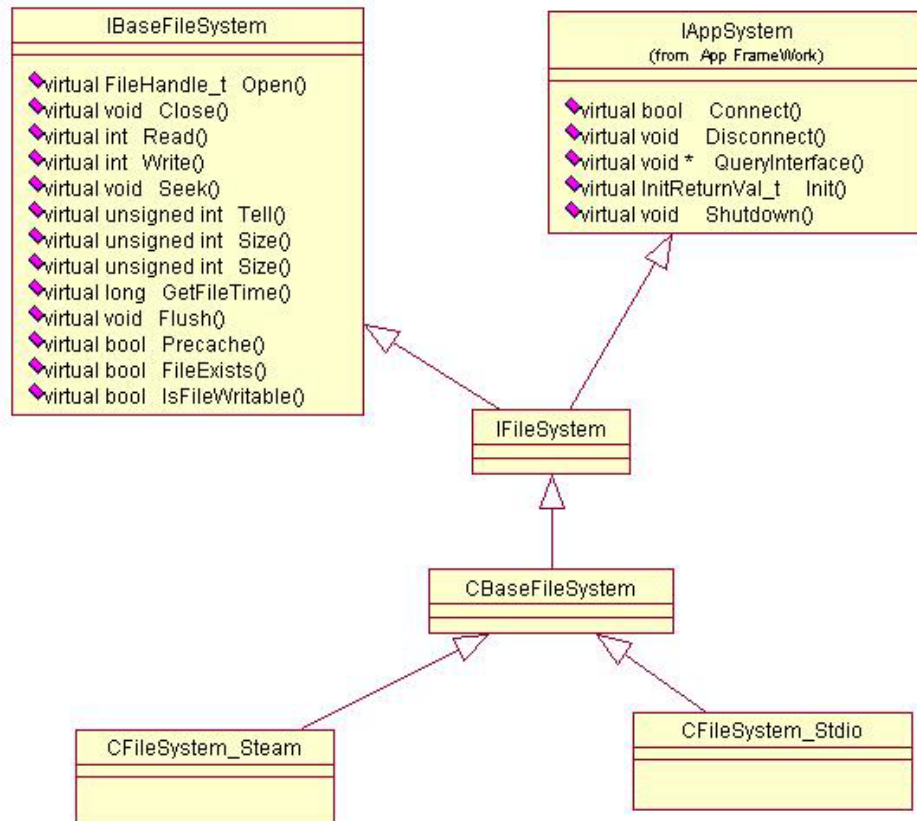 IBaseFileSystem
virtual FileHandle_t Open()
virtual void Close()
virtual int Read()
virtual int Write()
virtual void Seek()
virtual unsigned int Tell()
virtual unsigned int Size()
virtual unsigned int Size()
virtual long GetFileTime()
virtual void Flush()
virtual bool Precache()
virtual bool FileExists()
virtual bool IsFileWritable()
IAppSystem
(from App FrameWork)
virtual bool Connect()
virtual void Disconnect()
virtual void * QueryInterface()
virtual InitReturnVal_t Init()
virtual void Shutdown()
IFileSystem
CBaseFileSystem
CFileSystem_Steam
CFileSystem_Stdio